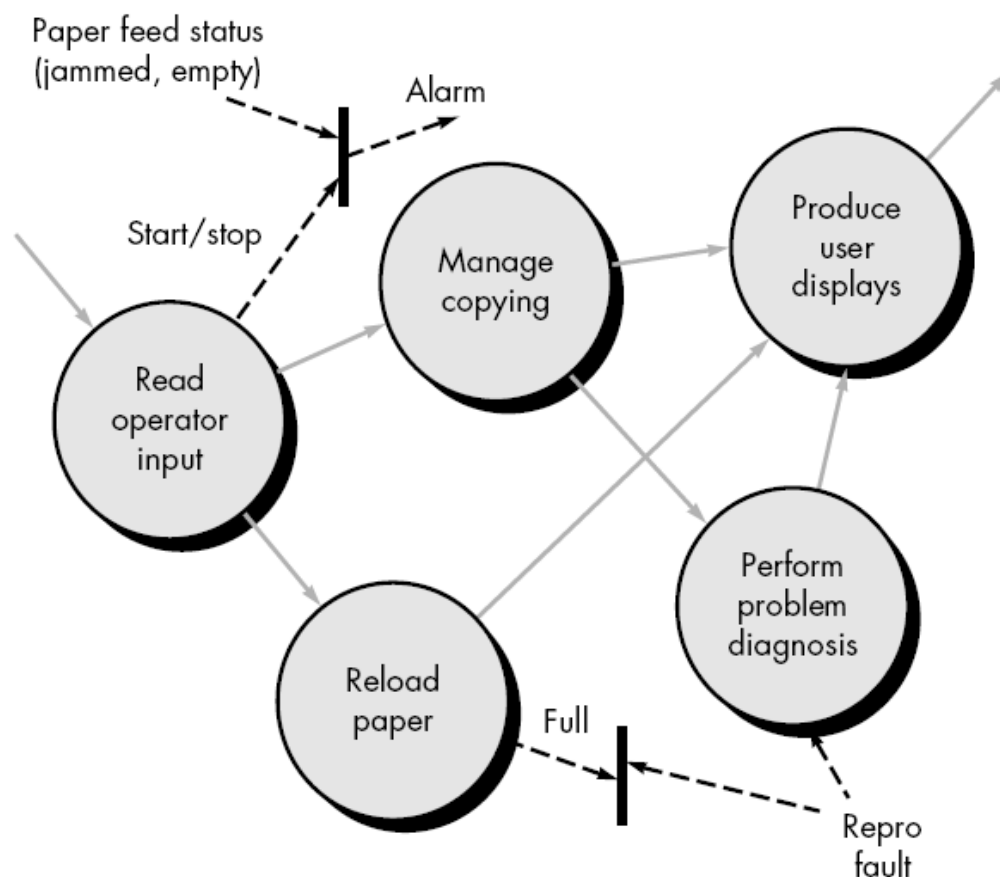 Paper feed status
(jammed, empty)
Alarm
Start/stop
Manage
copying
Produce
user
displays
Read
operator
input
Perform
problem
diagnosis
Reload
paper
Full
Repro
fault